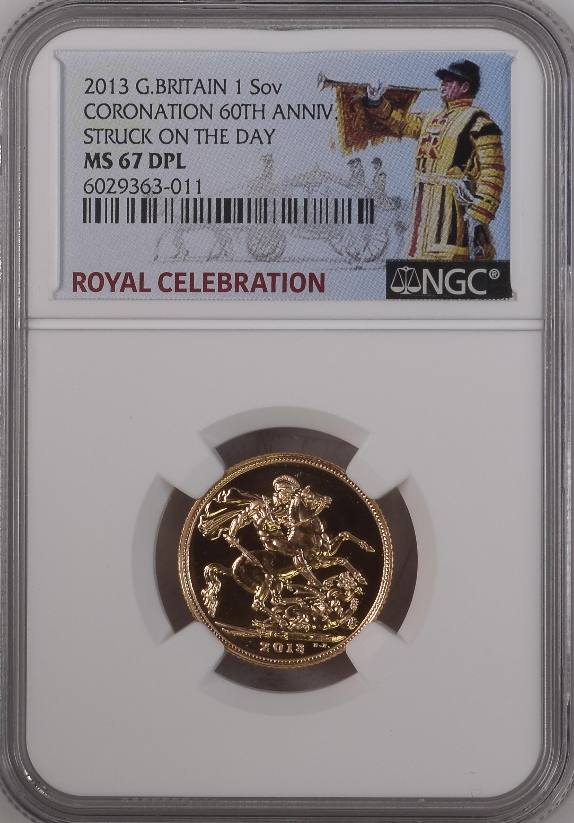 2013 G.BRITAIN 1 Sov
CORONATION 60TH ANNIV.
STRUCK ON THE DAY
MS 67 DPL
6029363-011
ROYAL CELEBRATION
NGC®
2013